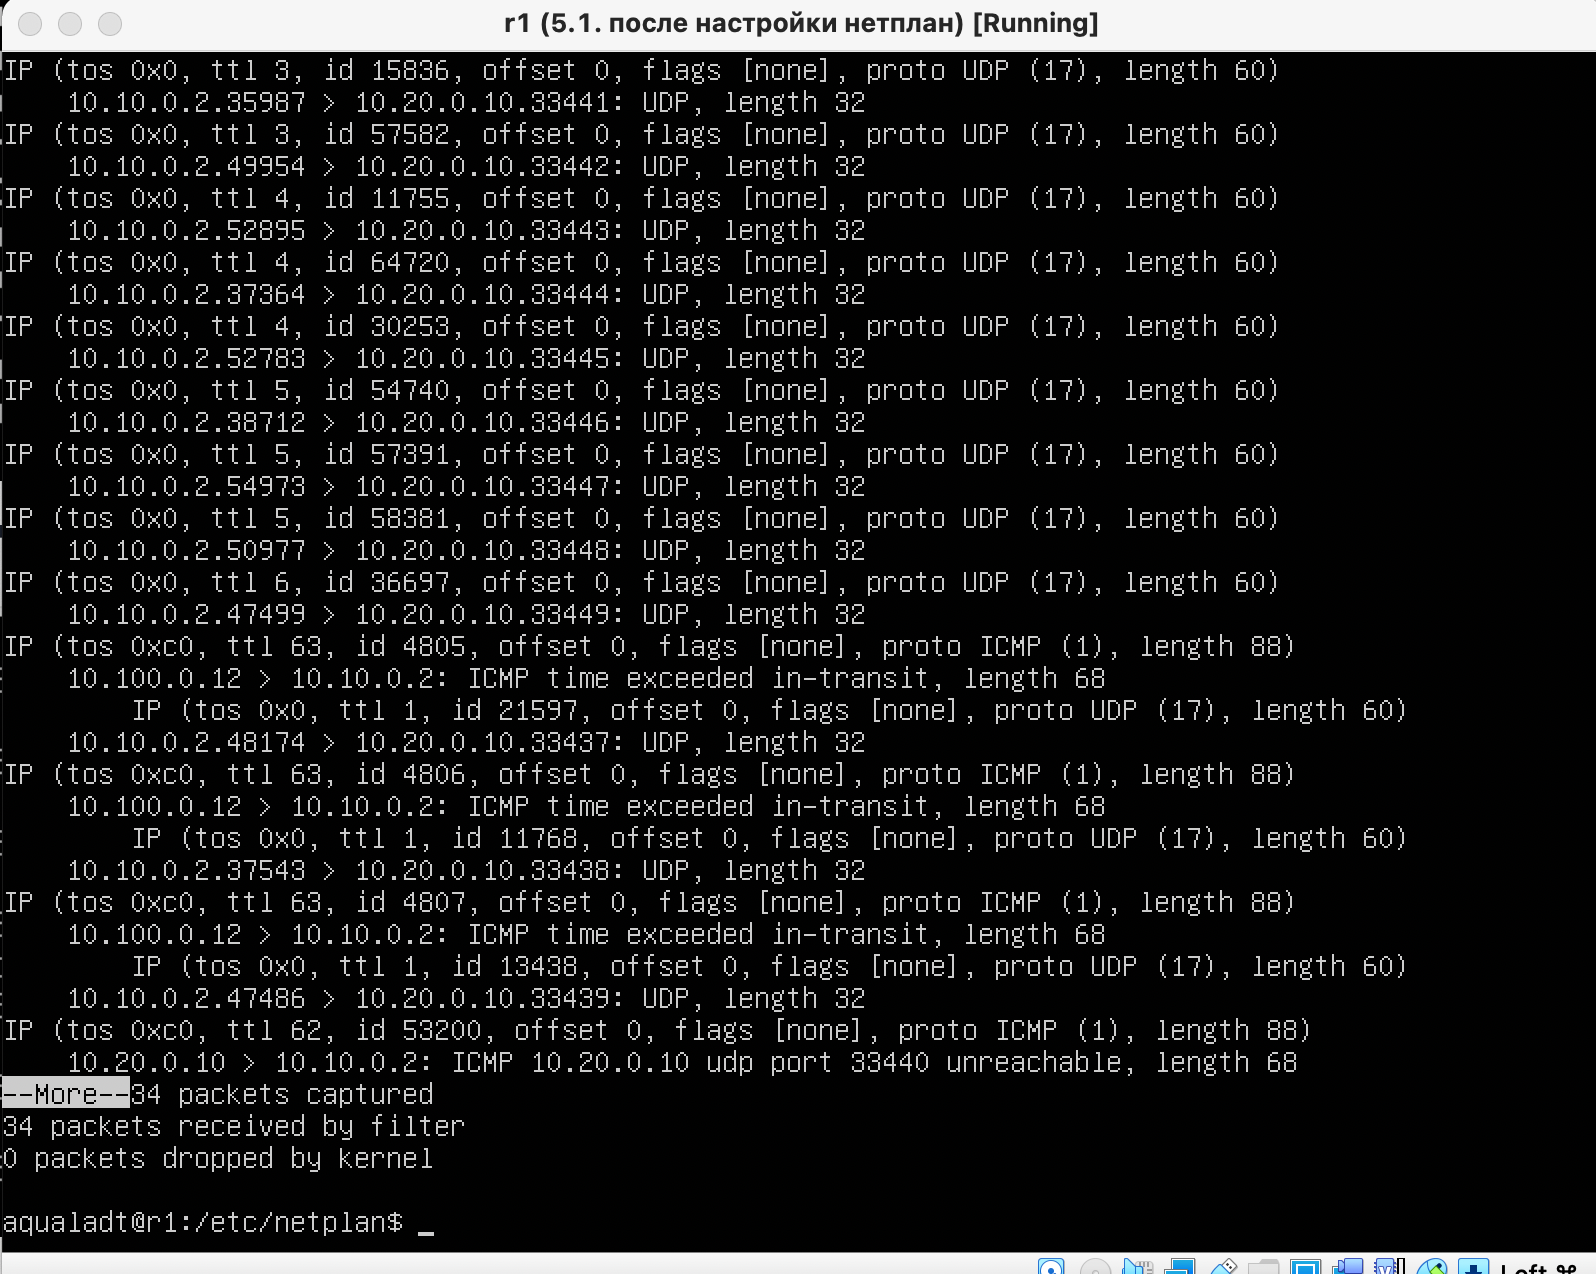 r1 (5.1. после настройки нетплан) [Running]
IP (tos 0x0, ttl 3, id 15836, offset 0, flags [none], proto UDP (17), length 60)
    10.10.0.2.35987 > 10.20.0.10.33441: UDP, length 32
IP (tos 0x0, ttl 3, id 57582, offset 0, flags [none], proto UDP (17), length 60)
    10.10.0.2.49954 > 10.20.0.10.33442: UDP, length 32
IP (tos 0x0, ttl 4, id 11755, offset 0, flags [none], proto UDP (17), length 60)
    10.10.0.2.52895 > 10.20.0.10.33443: UDP, length 32
IP (tos 0x0, ttl 4, id 64720, offset 0, flags [none], proto UDP (17), length 60)
    10.10.0.2.37364 > 10.20.0.10.33444: UDP, length 32
IP (tos 0x0, ttl 4, id 30253, offset 0, flags [none], proto UDP (17), length 60)
    10.10.0.2.52783 > 10.20.0.10.33445: UDP, length 32
IP (tos 0x0, ttl 5, id 54740, offset 0, flags [none], proto UDP (17), length 60)
    10.10.0.2.38712 > 10.20.0.10.33446: UDP, length 32
IP (tos 0x0, ttl 5, id 57391, offset 0, flags [none], proto UDP (17), length 60)
    10.10.0.2.54973 > 10.20.0.10.33447: UDP, length 32
IP (tos 0x0, ttl 5, id 58381, offset 0, flags [none], proto UDP (17), length 60)
    10.10.0.2.50977 > 10.20.0.10.33448: UDP, length 32
IP (tos 0x0, ttl 6, id 36697, offset 0, flags [none], proto UDP (17), length 60)
    10.10.0.2.47499 > 10.20.0.10.33449: UDP, length 32
IP (tos 0xc0, ttl 63, id 4805, offset 0, flags [none], proto ICMP (1), length 88)
    10.100.0.12 > 10.10.0.2: ICMP time exceeded in-transit, length 68
        IP (tos 0x0, ttl 1, id 21597, offset 0, flags [none], proto UDP (17), length 60)
    10.10.0.2.48174 > 10.20.0.10.33437: UDP, length 32
IP (tos 0xc0, ttl 63, id 4806, offset 0, flags [none], proto ICMP (1), length 88)
    10.100.0.12 > 10.10.0.2: ICMP time exceeded in-transit, length 68
        IP (tos 0x0, ttl 1, id 11768, offset 0, flags [none], proto UDP (17), length 60)
    10.10.0.2.37543 > 10.20.0.10.33438: UDP, length 32
IP (tos 0xc0, ttl 63, id 4807, offset 0, flags [none], proto ICMP (1), length 88)
    10.100.0.12 > 10.10.0.2: ICMP time exceeded in-transit, length 68
        IP (tos 0x0, ttl 1, id 13438, offset 0, flags [none], proto UDP (17), length 60)
    10.10.0.2.47486 > 10.20.0.10.33439: UDP, length 32
IP (tos 0xc0, ttl 62, id 53200, offset 0, flags [none], proto ICMP (1), length 88)
    10.20.0.10 > 10.10.0.2: ICMP 10.20.0.10 udp port 33440 unreachable, length 68
--More--34 packets captured
34 packets received by filter
0 packets dropped by kernel
aqualadt@r1:/etc/netplan$ _
Left ⌘